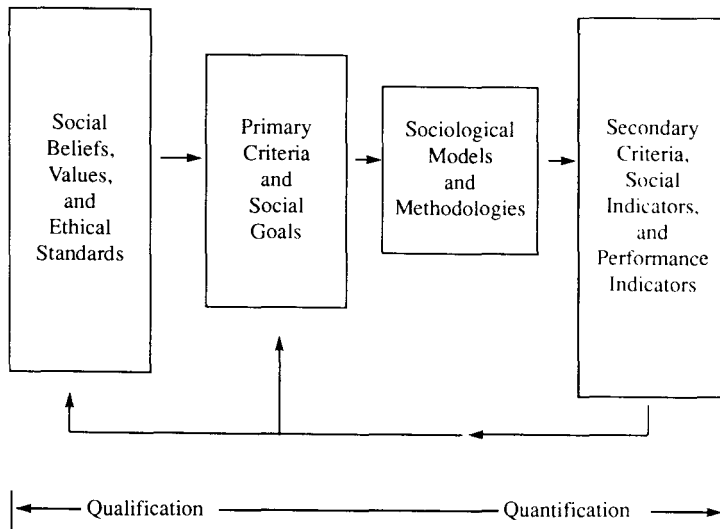 Social
Beliefs,
Values,
and
Ethical
Standards
Primary
Criteria
and
Social
Goals
Sociological
Models
and
Methodologies
Secondary
Criteria,
Social
Indicators,
and
Performance
Indicators
Qualification
Quantification